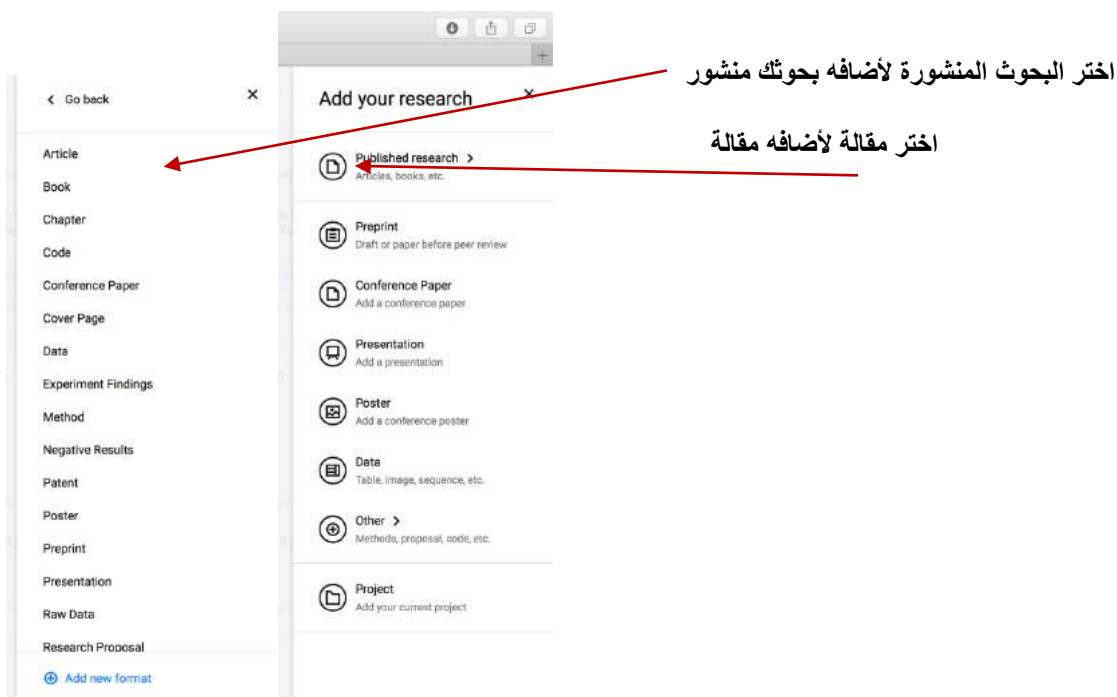 اختر البحوث المنشورة لأضافه بحوثك منشور
اختر مقالة لأضافه مقالة
Go back
Article
Book
Chapter
Code
Conference Paper
Cover Page
Data
Experiment Findings
Method
Negative Results
Patent
Poster
Preprint
Presentation
Raw Data
Research Proposal
Add new format
Add your research
Published research
Articles, books, etc.
Preprint
Draft or paper before peer review
Conference Paper
Add a conference paper
Presentation
Add a presentation
Poster
Add a conference poster
Data
Table, image, sequence, etc.
Other
Methods, proposal, code, etc.
Project
Add your current project